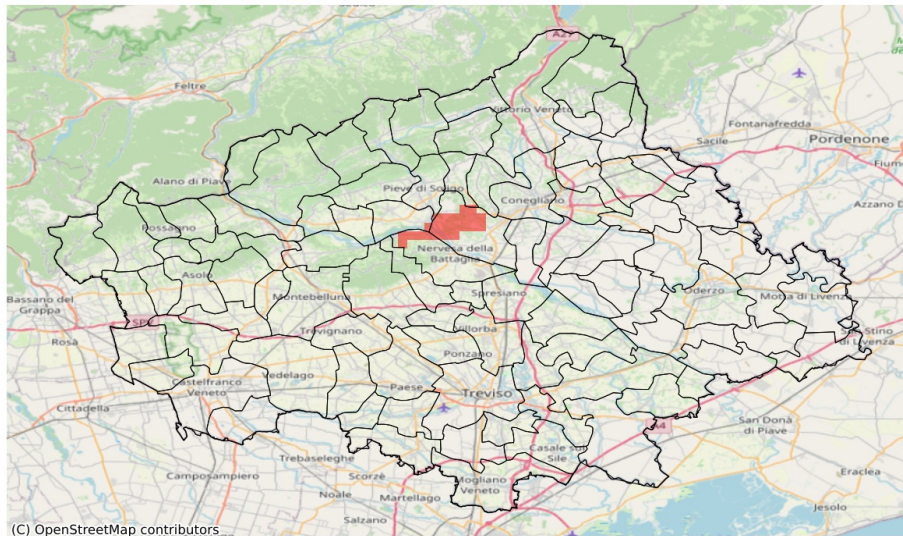 A27
Feltre
Vittorio Veneto
Fontanafredda
Sacile
Pordenone
Fiume
Alano di Piave
Pieve di Soligo
Conegliano
Azzano D
Possagno
Asolo
Nervesa della
Battaglia
Bassano del
Grappa
Montebelluna
Spresiano
Oderzo
Motta di Livenza
SPV
Rosà
Trevignano
Villorba
Ponzano
San Stino
di Livenza
Vedelago
Castelfranco
Veneto
Paese
Treviso
Cittadella
San Donà
di Piave
A4
Trebaseleghe
Casale sul
Sile
Camposampiero
Scorzè
Mogliano
Veneto
Eraclea
Noale
Martellago
Jesolo
Salzano
(C) OpenStreetMap contributors